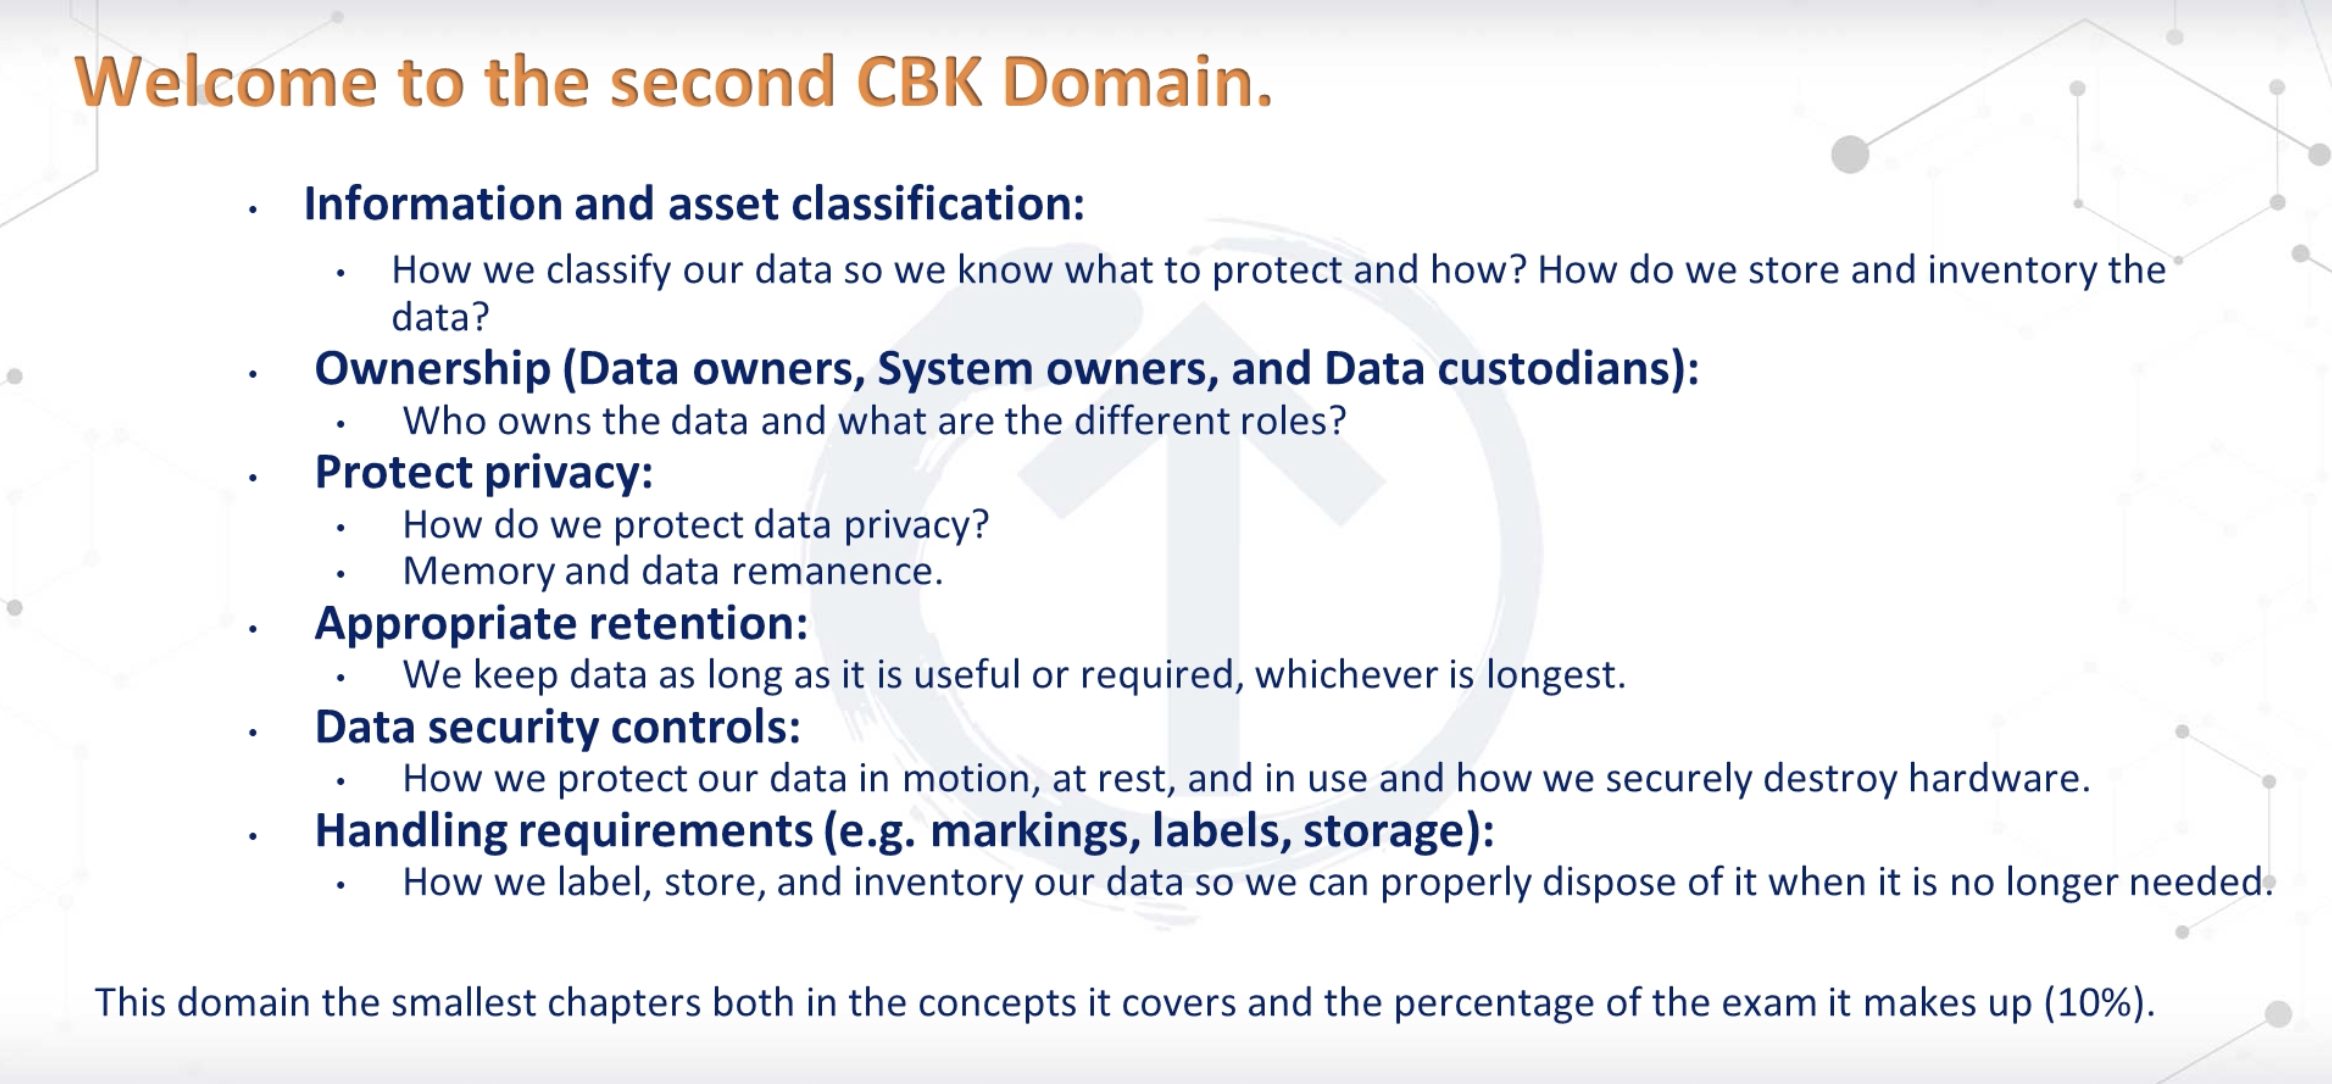 Welcome to the second CBK Domain.
• Information and asset classification:
• How we classify our data so we know what to protect and how? How do we store and inventory the
data?
• Ownership (Data owners, System owners, and Data custodians):
• Who owns the data and what are the different roles?
• Protect privacy:
• How do we protect data privacy?
• Memory and data remanence.
• Appropriate retention:
• We keep data as long as it is useful or required, whichever is longest.
• Data security controls:
• How we protect our data in motion, at rest, and in use and how we securely destroy hardware.
• Handling requirements (e.g. markings, labels, storage):
• How we label, store, and inventory our data so we can properly dispose of it when it is no longer needed.
This domain the smallest chapters both in the concepts it covers and the percentage of the exam it makes up (10%).